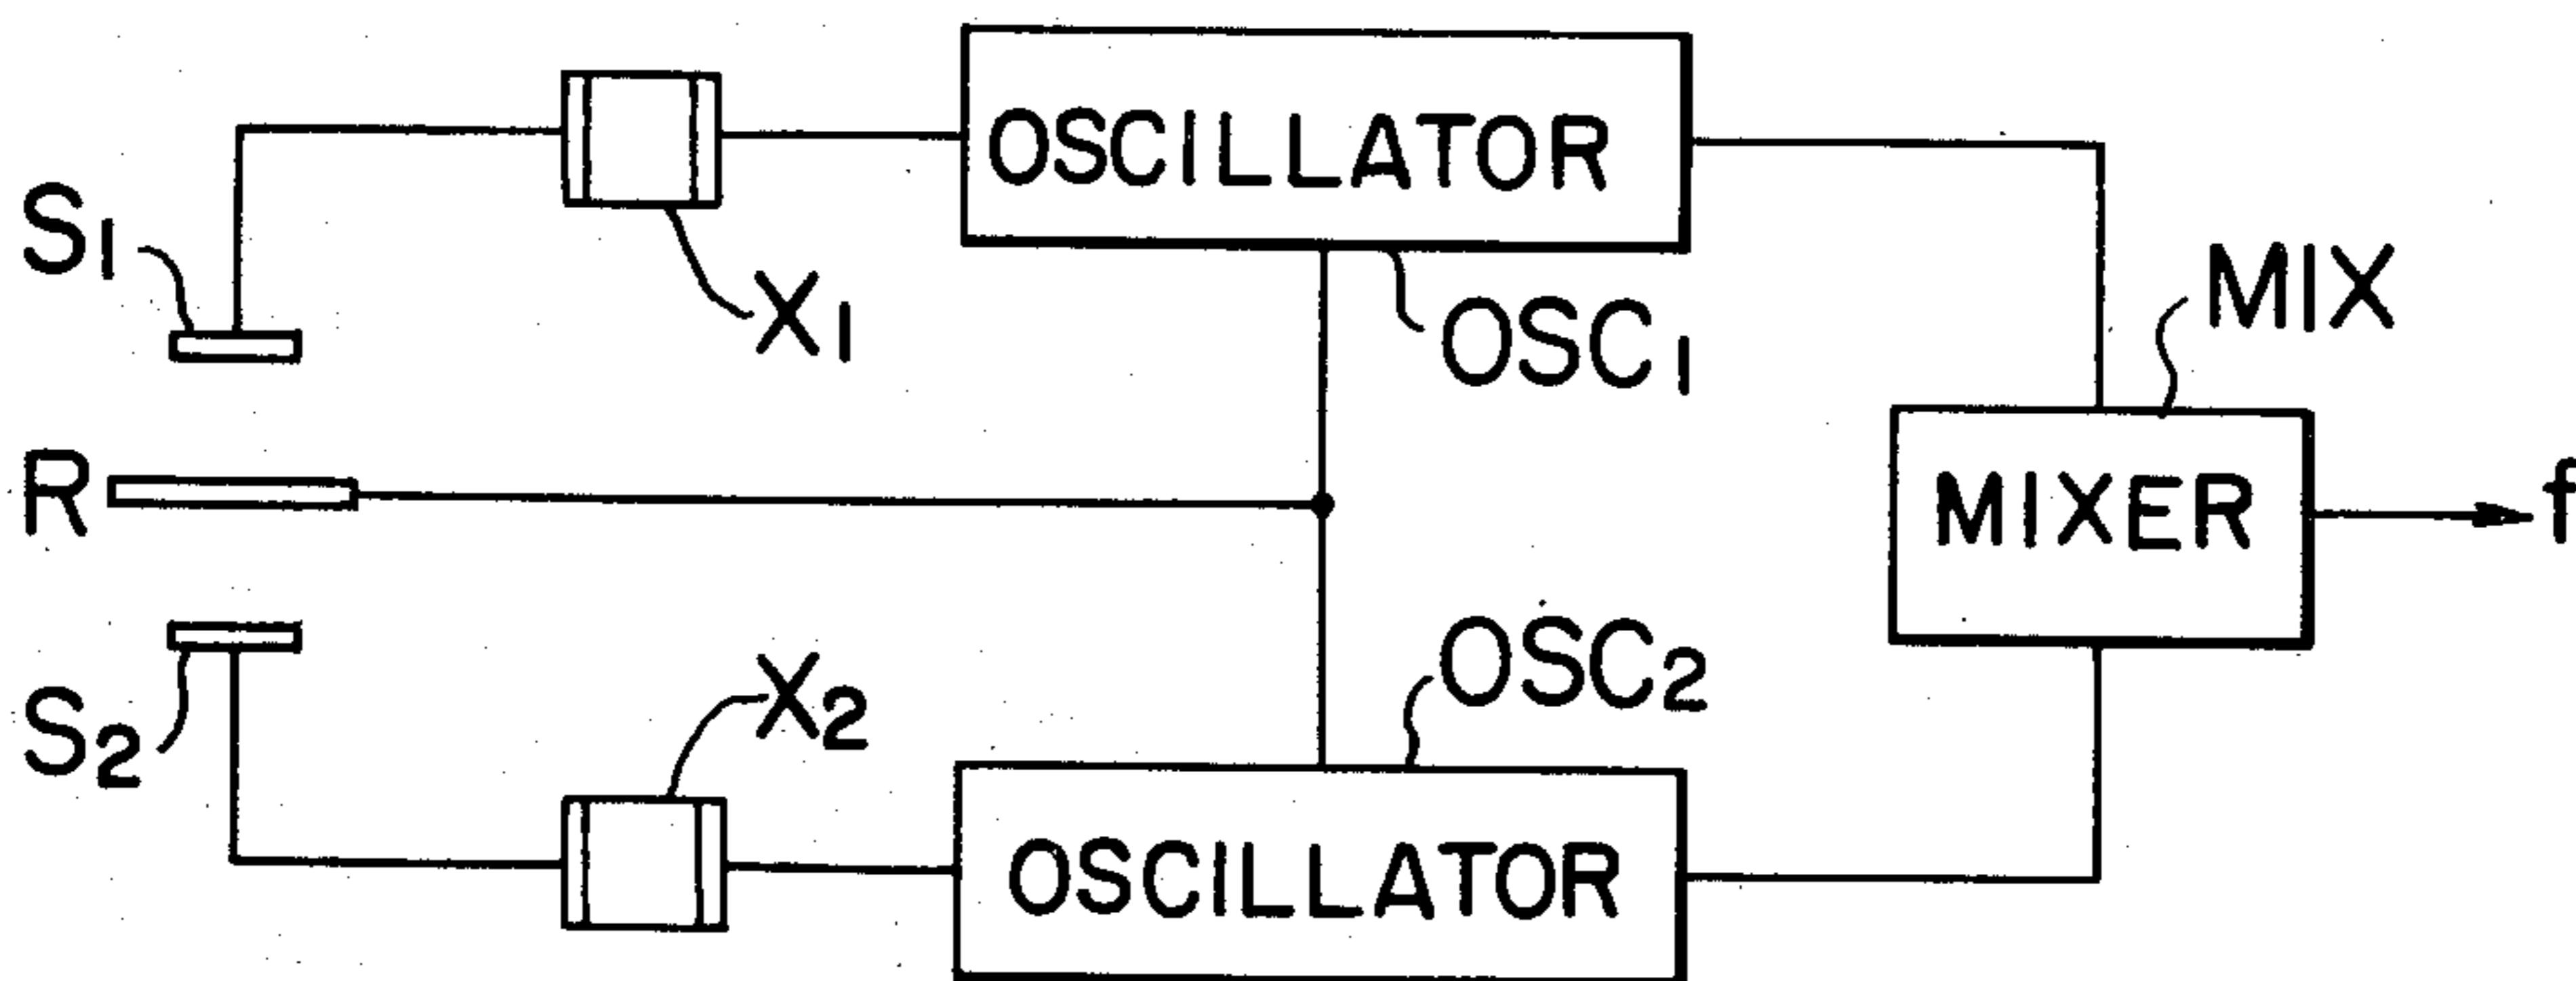 OSCILLATOR
S1
X1
OSC1
MIX
R
MIXER
f
OSC2
X2
S2
OSCILLATOR